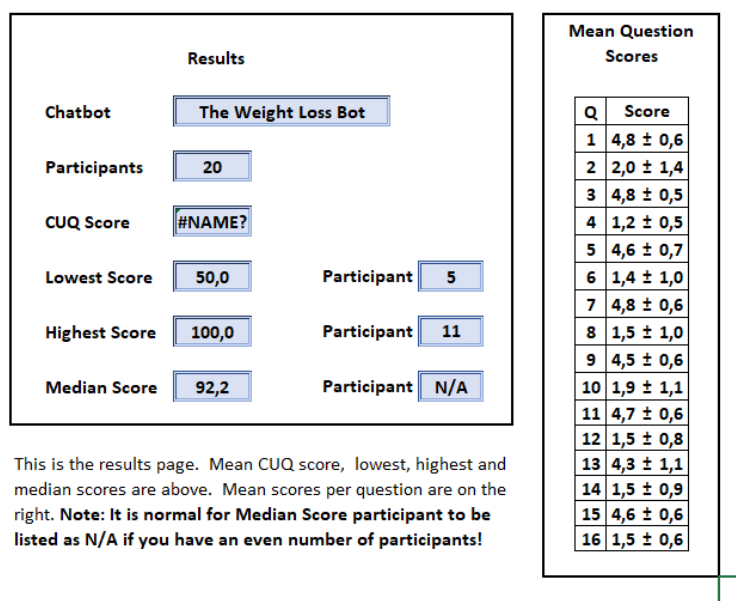 Results
Chatbot The Weight Loss Bot
Participants 20
CUQ Score #NAME?
Lowest Score 50,0 Participant 5
Highest Score 100,0 Participant 11
Median Score 92,2 Participant N/A
This is the results page. Mean CUQ score, lowest, highest and
median scores are above. Mean scores per question are on the
right. Note: It is normal for Median Score participant to be
listed as N/A if you have an even number of participants!
Mean Question
Scores
Q Score
1 4,8 ± 0,6
2 2,0 ± 1,4
3 4,8 ± 0,5
4 1,2 ± 0,5
5 4,6 ± 0,7
6 1,4 ± 1,0
7 4,8 ± 0,6
8 1,5 ± 1,0
9 4,5 ± 0,6
10 1,9 ± 1,1
11 4,7 ± 0,6
12 1,5 ± 0,8
13 4,3 ± 1,1
14 1,5 ± 0,9
15 4,6 ± 0,6
16 1,5 ± 0,6